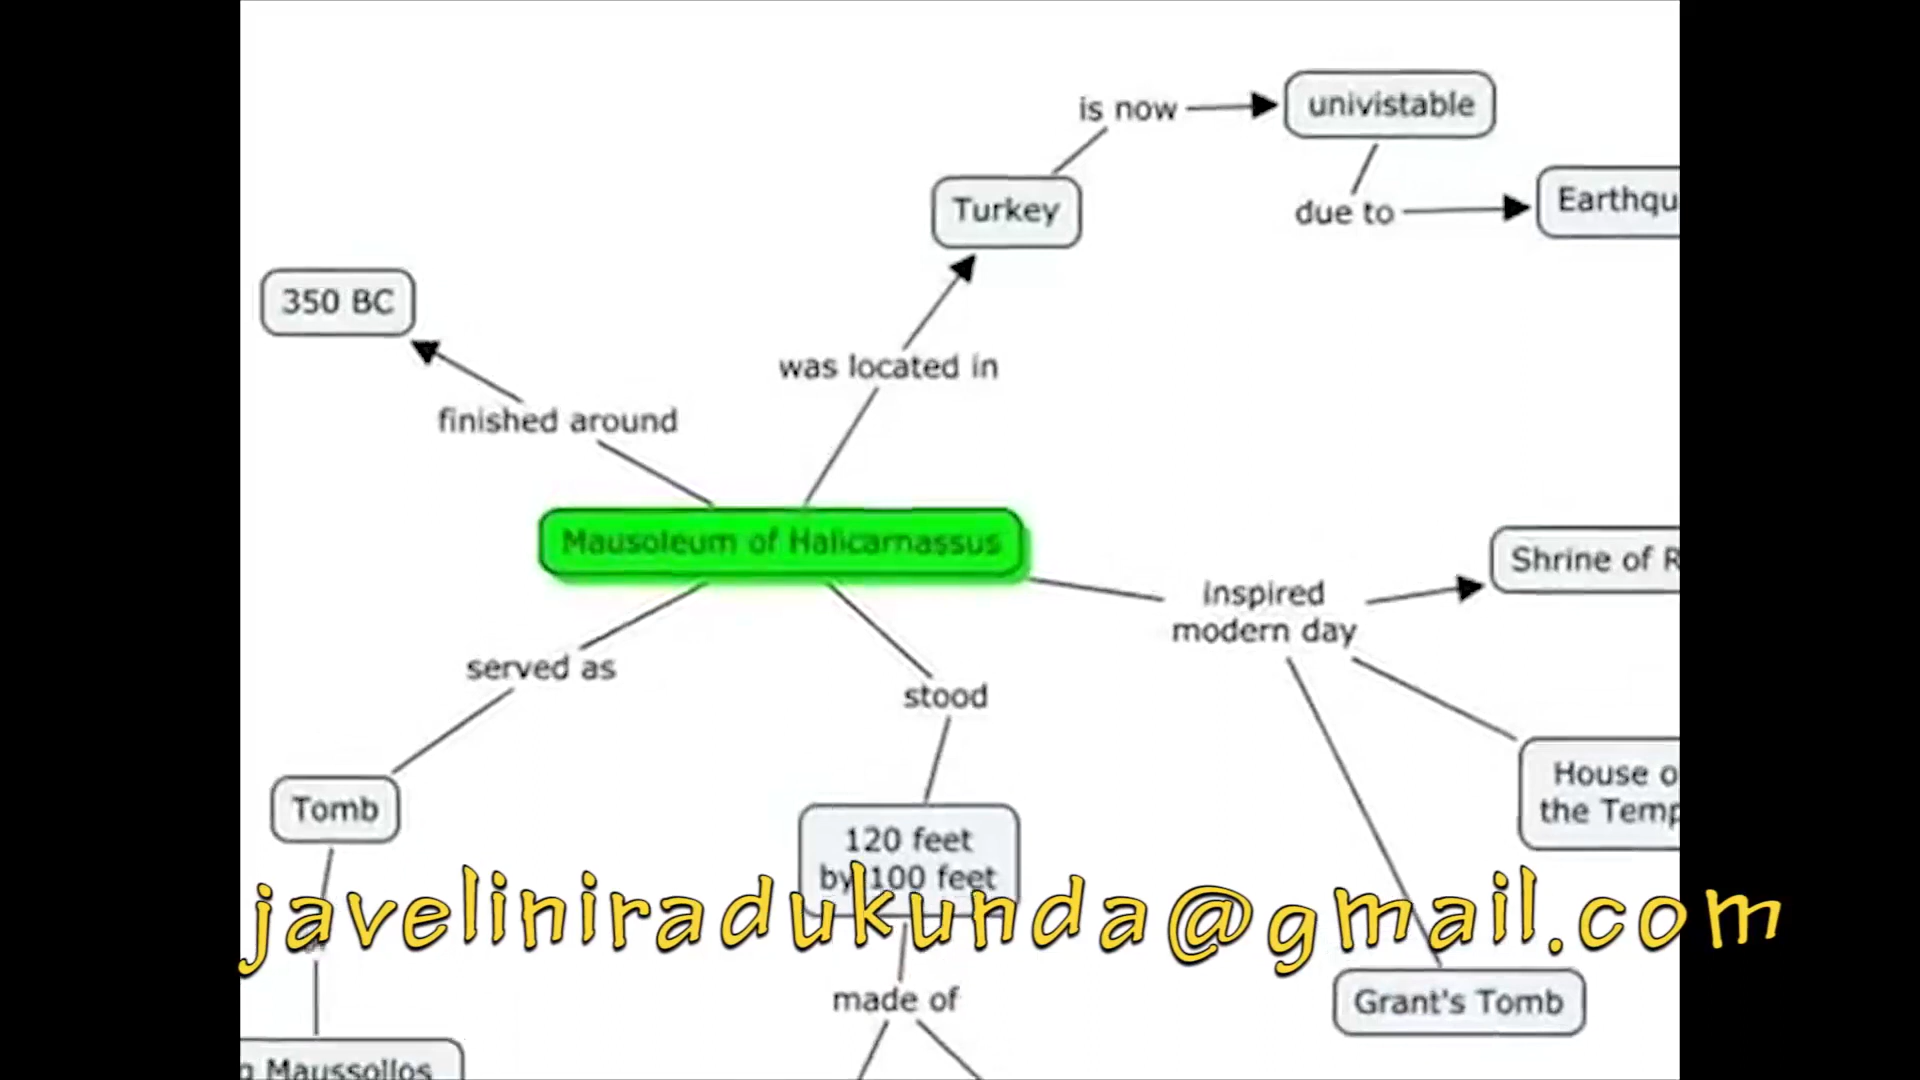 is now
univistable
Turkey
due to
Earthqu
350 BC
was located in
finished around
Mausoleum of Halicarnassus
inspired
modern day
Shrine of R
served as
stood
House o
the Temp
Tomb
120 feet
by 100 feet
javeliniradukunda@gmail.com
made of
Grant's Tomb
g Maussollos